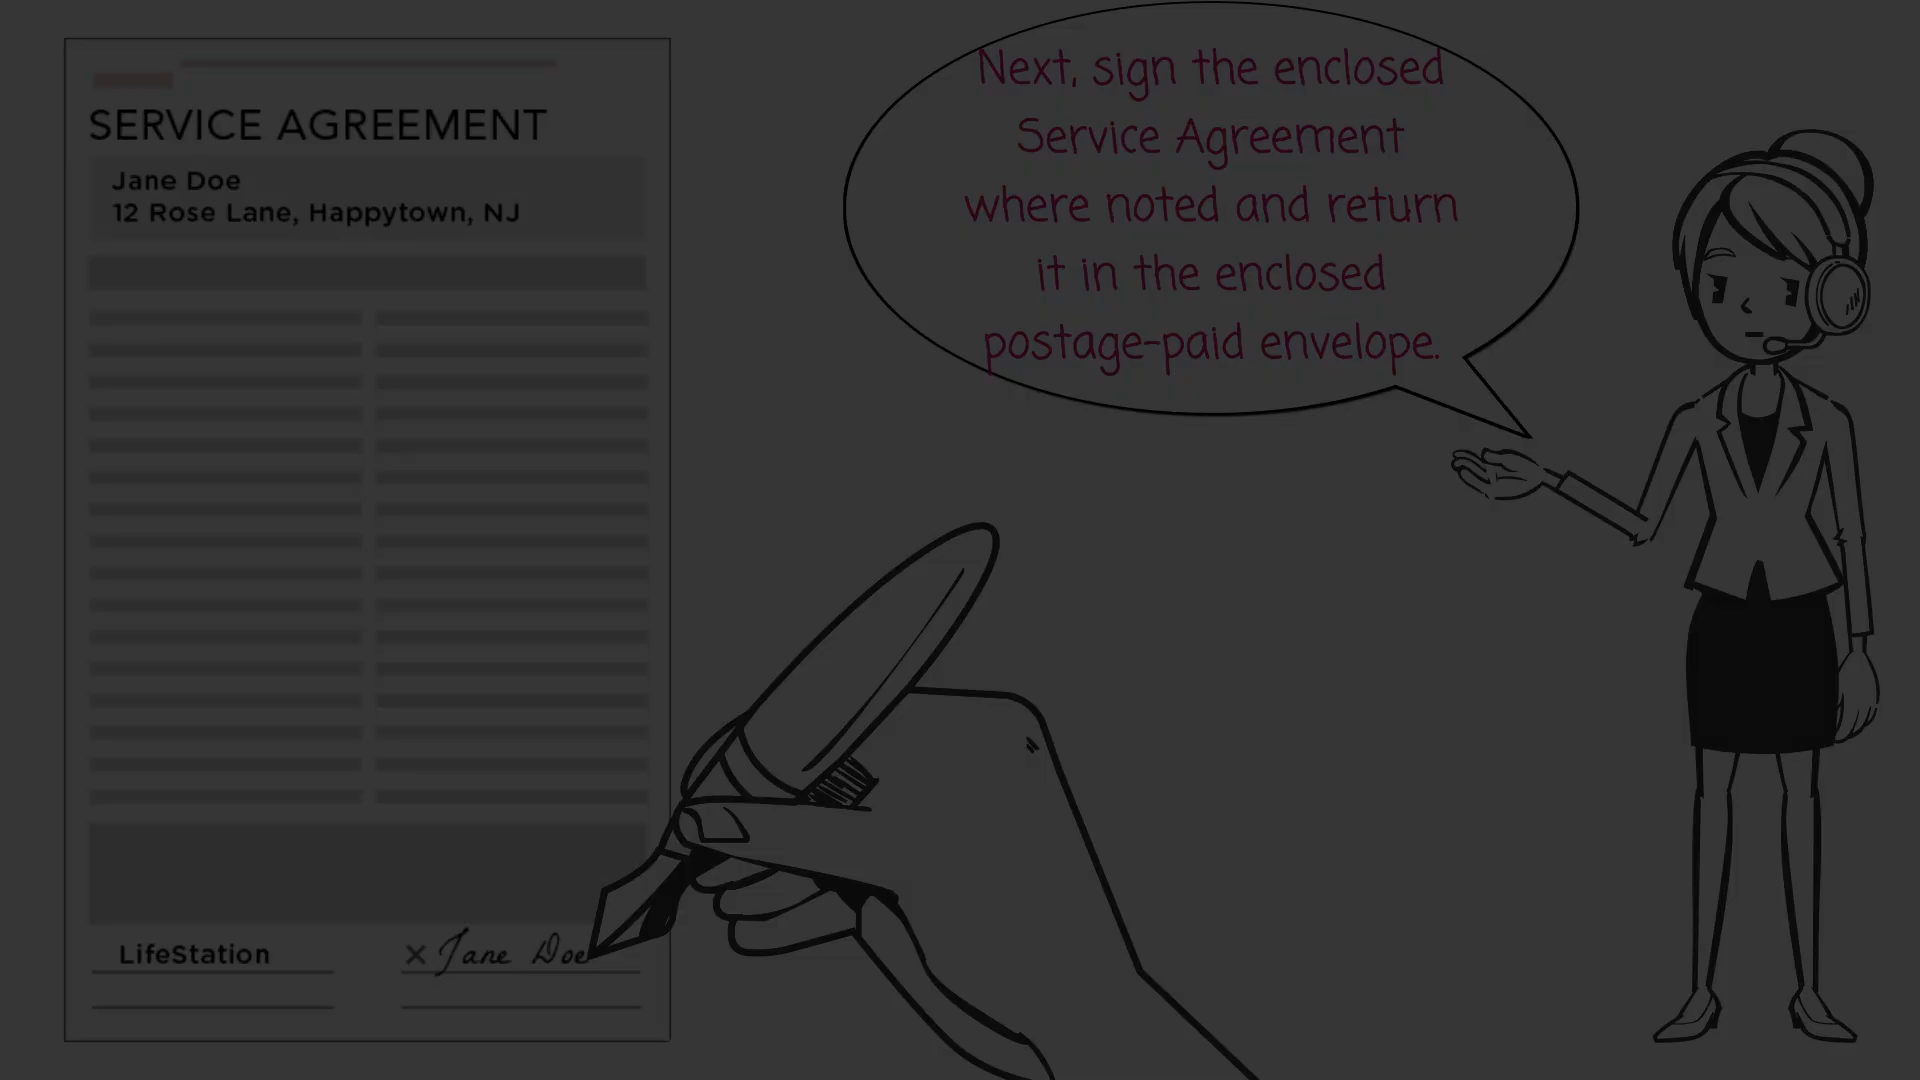 SERVICE AGREEMENT
Jane Doe
12 Rose Lane, Happytown, NJ
LifeStation
X Jane Doe
Next, sign the enclosed
Service Agreement
where noted and return
it in the enclosed
postage-paid envelope.